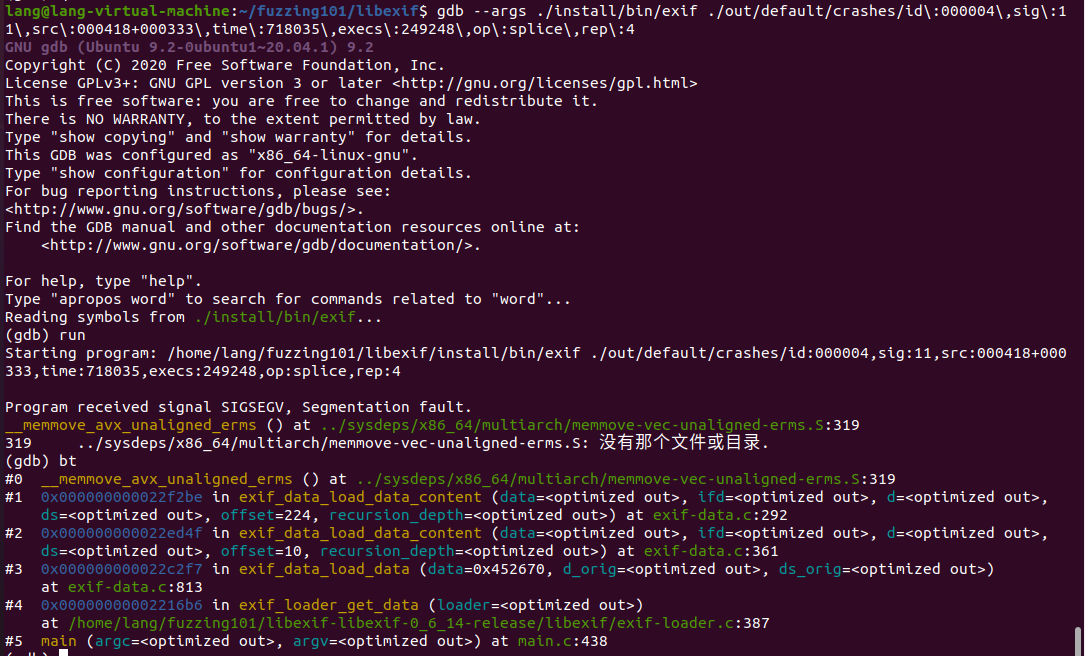 lang@lang-virtual-machine:~/fuzzing101/libexif$ gdb --args ./install/bin/exif ./out/default/crashes/id\:000004\,sig\:1
1\,src\:000418+000333\,time\:718035\,execs\:249248\,op\:splice\,rep\:4
GNU gdb (Ubuntu 9.2-0ubuntu1~20.04.1) 9.2
Copyright (C) 2020 Free Software Foundation, Inc.
License GPLv3+: GNU GPL version 3 or later <http://gnu.org/licenses/gpl.html>
This is free software: you are free to change and redistribute it.
There is NO WARRANTY, to the extent permitted by law.
Type "show copying" and "show warranty" for details.
This GDB was configured as "x86_64-linux-gnu".
Type "show configuration" for configuration details.
For bug reporting instructions, please see:
<http://www.gnu.org/software/gdb/bugs/>.
Find the GDB manual and other documentation resources online at:
    <http://www.gnu.org/software/gdb/documentation/>.

For help, type "help".
Type "apropos word" to search for commands related to "word"...
Reading symbols from ./install/bin/exif...
(gdb) run
Starting program: /home/lang/fuzzing101/libexif/install/bin/exif ./out/default/crashes/id:000004,sig:11,src:000418+000
333,time:718035,execs:249248,op:splice,rep:4

Program received signal SIGSEGV, Segmentation fault.
__memmove_avx_unaligned_erms () at ../sysdeps/x86_64/multiarch/memmove-vec-unaligned-erms.S:319
319     ../sysdeps/x86_64/multiarch/memmove-vec-unaligned-erms.S: 没有那个文件或目录.
(gdb) bt
#0  __memmove_avx_unaligned_erms () at ../sysdeps/x86_64/multiarch/memmove-vec-unaligned-erms.S:319
#1  0x000000000022f2be in exif_data_load_data_content (data=<optimized out>, ifd=<optimized out>, d=<optimized out>,
    ds=<optimized out>, offset=224, recursion_depth=<optimized out>) at exif-data.c:292
#2  0x000000000022ed4f in exif_data_load_data_content (data=<optimized out>, ifd=<optimized out>, d=<optimized out>,
    ds=<optimized out>, offset=10, recursion_depth=<optimized out>) at exif-data.c:361
#3  0x000000000022c2f7 in exif_data_load_data (data=0x452670, d_orig=<optimized out>, ds_orig=<optimized out>)
    at exif-data.c:813
#4  0x00000000002216b6 in exif_loader_get_data (loader=<optimized out>)
    at /home/lang/fuzzing101/libexif-libexif-0_6_14-release/libexif/exif-loader.c:387
#5  main (argc=<optimized out>, argv=<optimized out>) at main.c:438